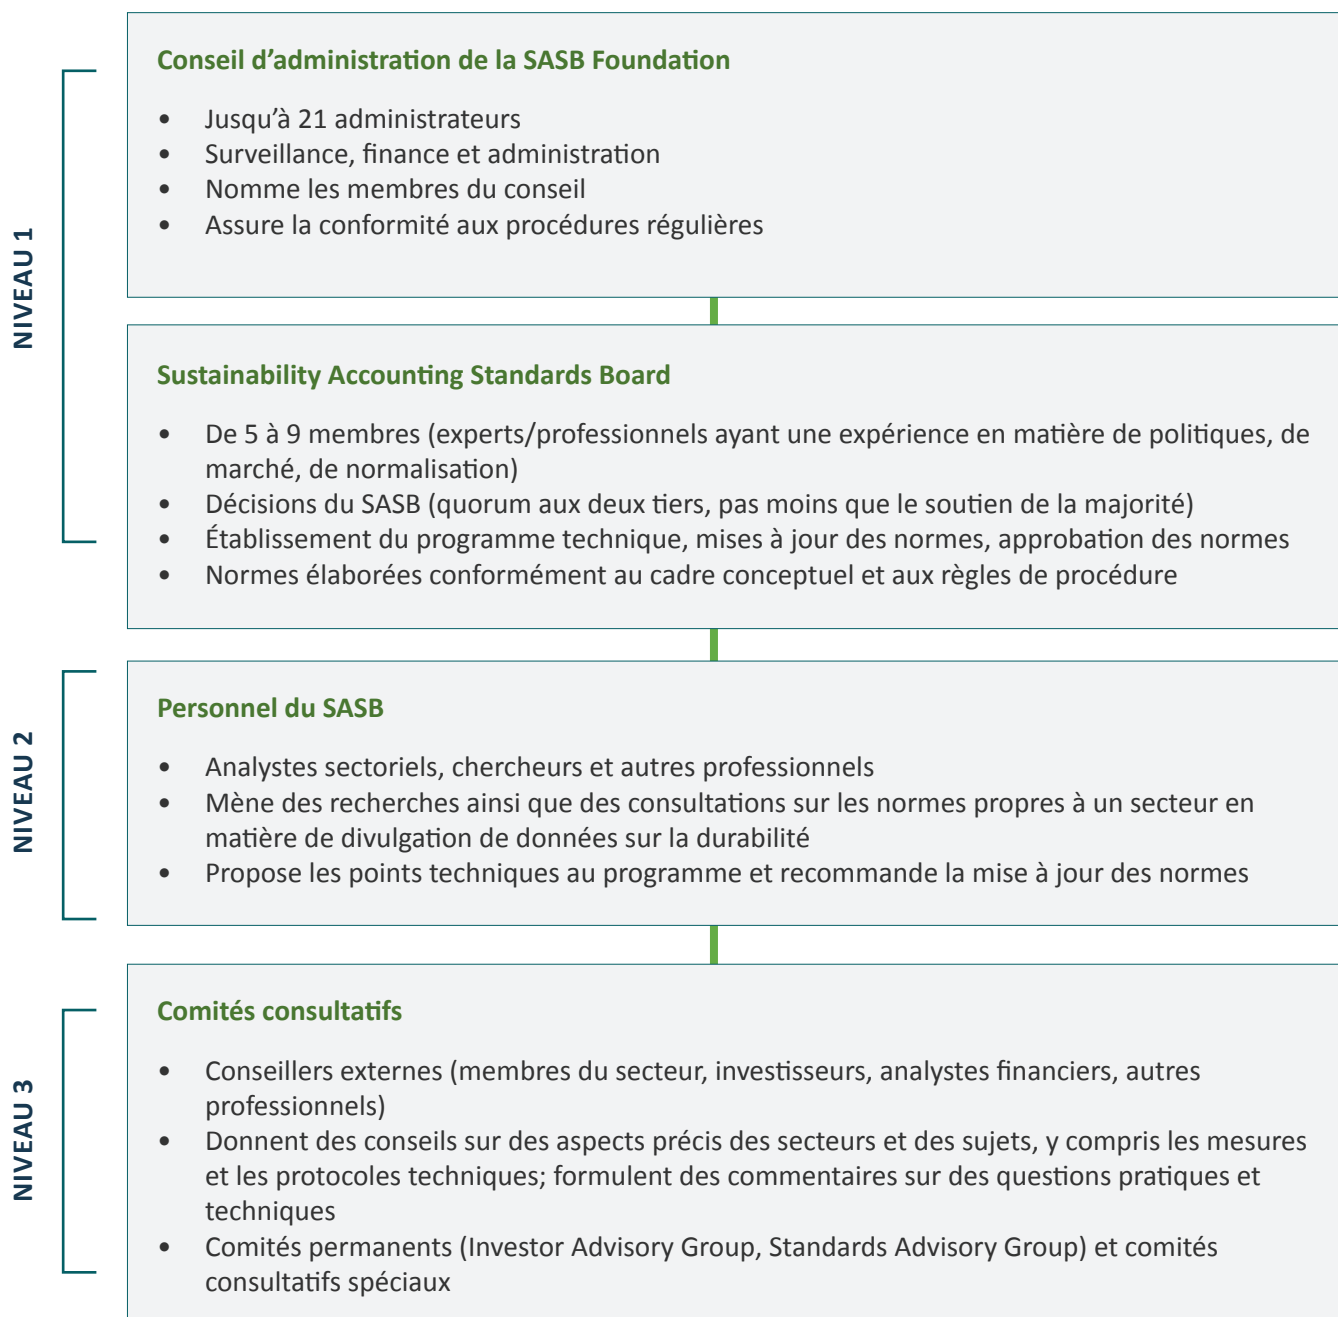 NIVEAU 1
Conseil d’administration de la SASB Foundation
• Jusqu’à 21 administrateurs
• Surveillance, finance et administration
• Nomme les membres du conseil
• Assure la conformité aux procédures régulières
Sustainability Accounting Standards Board
• De 5 à 9 membres (experts/professionnels ayant une expérience en matière de politiques, de
marché, de normalisation)
• Décisions du SASB (quorum aux deux tiers, pas moins que le soutien de la majorité)
• Établissement du programme technique, mises à jour des normes, approbation des normes
• Normes élaborées conformément au cadre conceptuel et aux règles de procédure
NIVEAU 2
Personnel du SASB
• Analystes sectoriels, chercheurs et autres professionnels
• Mène des recherches ainsi que des consultations sur les normes propres à un secteur en
matière de divulgation de données sur la durabilité
• Propose les points techniques au programme et recommande la mise à jour des normes
NIVEAU 3
Comités consultatifs
• Conseillers externes (membres du secteur, investisseurs, analystes financiers, autres
professionnels)
• Donnent des conseils sur des aspects précis des secteurs et des sujets, y compris les mesures
et les protocoles techniques; formulent des commentaires sur des questions pratiques et
techniques
• Comités permanents (Investor Advisory Group, Standards Advisory Group) et comités
consultatifs spéciaux